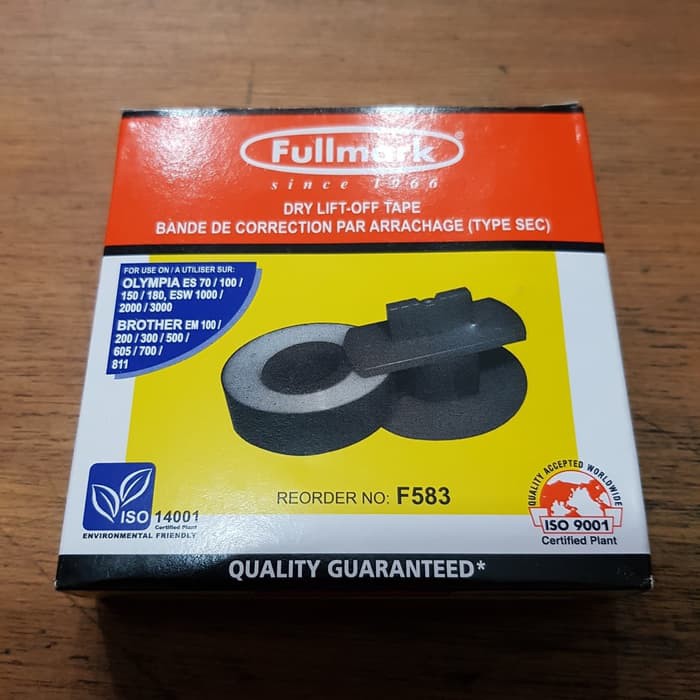 Fullmark®
since 1966
DRY LIFT-OFF TAPE
BANDE DE CORRECTION PAR ARRACHAGE (TYPE SEC)
FOR USE ON / A UTILISER SUR:
OLYMPIA ES 70 / 100 /
150 / 180, ESW 1000 /
2000 / 3000
BROTHER EM 100 /
200 / 300 / 500 /
605 / 700 /
811
REORDER NO: F583
ISO 14001
Certified Plant
ENVIRONMENTAL FRIENDLY
QUALITY ACCEPTED WORLDWIDE
ISO 9001
Certified Plant
QUALITY GUARANTEED*